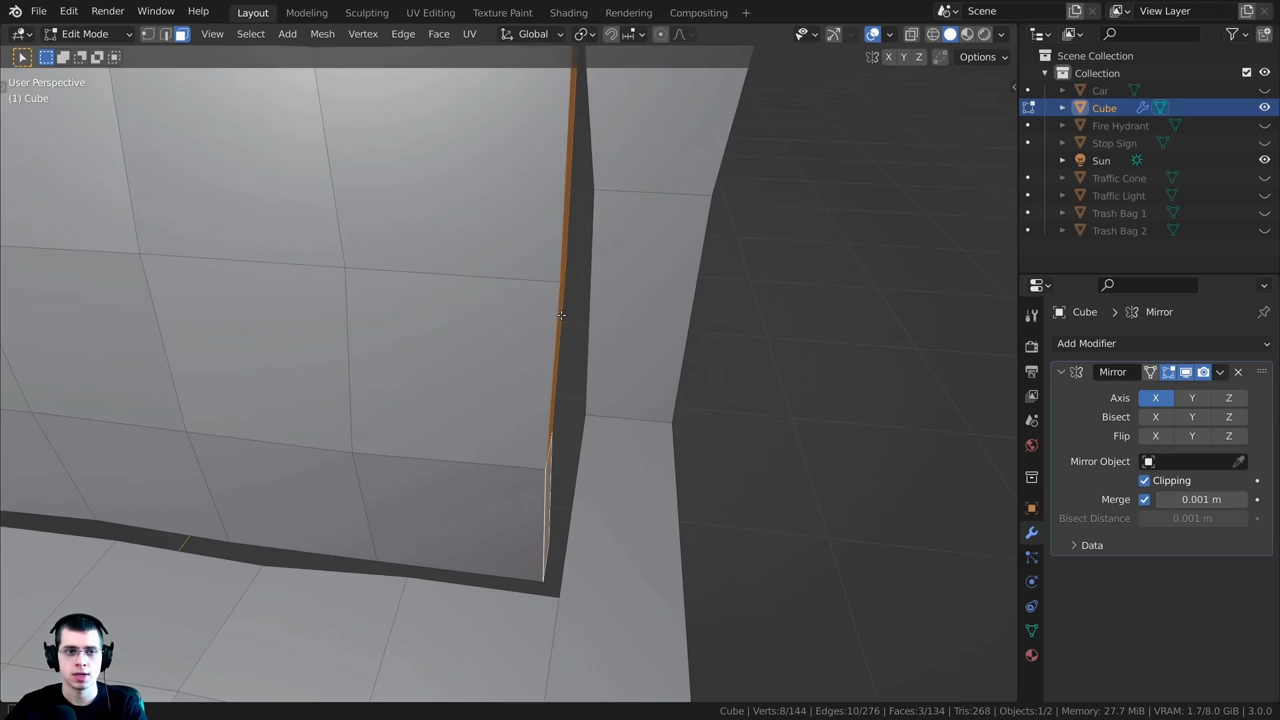 File Edit Render Window Help Layout Modeling Sculpting UV Editing Texture Paint Shading Rendering Compositing + Scene View Layer
Edit Mode View Select Add Mesh Vertex Edge Face UV Global
X Y Z Options
User Perspective
(1) Cube
Scene Collection
Collection
Car
Cube
Fire Hydrant
Stop Sign
Sun
Traffic Cone
Traffic Light
Trash Bag 1
Trash Bag 2
Cube > Mirror
Add Modifier
Mirror
Axis X Y Z
Bisect X Y Z
Flip X Y Z
Mirror Object
Clipping
Merge 0.001 m
Bisect Distance 0.001 m
Data
Cube | Verts:8/144 | Edges:10/276 | Faces:3/134 | Tris:268 | Objects:1/2 | Memory: 27.7 MiB | VRAM: 1.7/8.0 GiB | 3.0.0